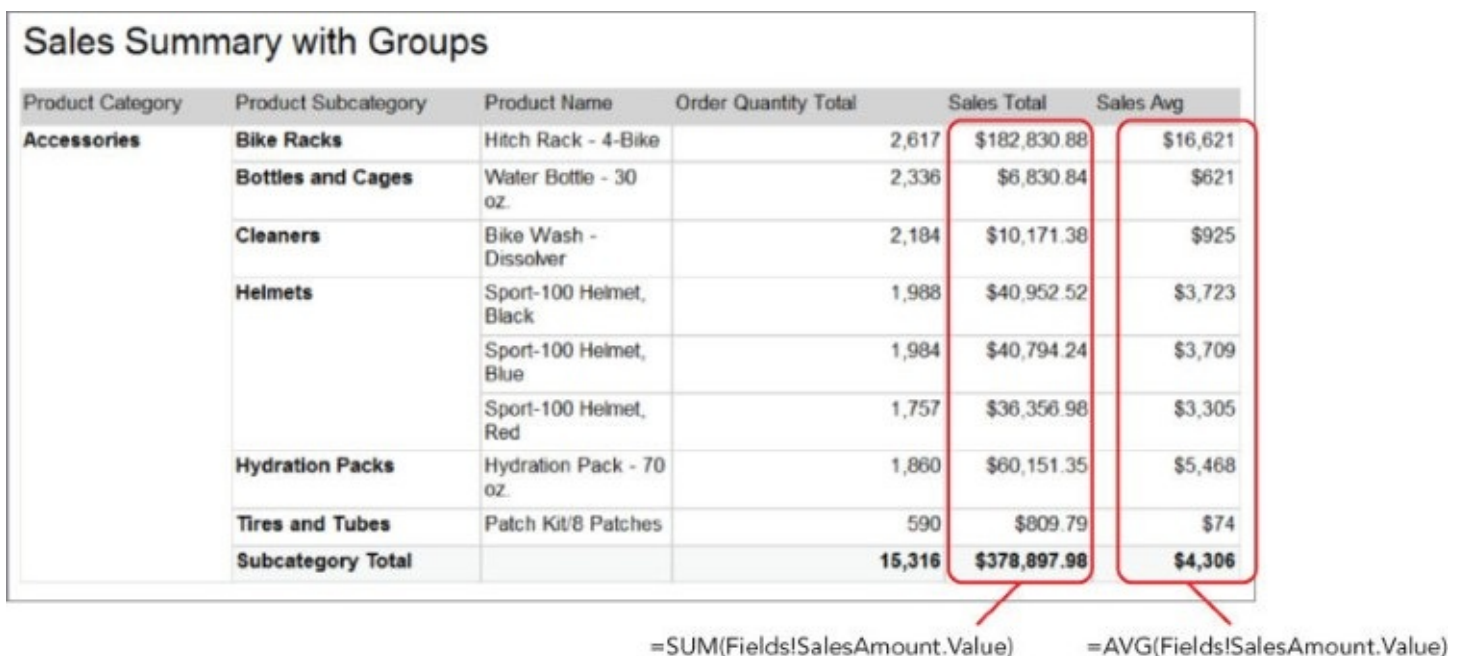 Sales Summary with Groups
Product Category Product Subcategory Product Name Order Quantity Total Sales Total Sales Avg
Accessories Bike Racks Hitch Rack - 4-Bike 2,617 $182,830.88 $16,621
Bottles and Cages Water Bottle - 30 2,336 $6,830.84 $621
oz.
Cleaners Bike Wash - 2,184 $10,171.38 $925
Dissolver
Helmets Sport-100 Helmet, 1,988 $40,952.52 $3,723
Black
Sport-100 Helmet, 1,984 $40,794.24 $3,709
Blue
Sport-100 Helmet, 1,757 $36,356.98 $3,305
Red
Hydration Packs Hydration Pack - 70 1,860 $60,151.35 $5,468
oz.
Tires and Tubes Patch Kit/8 Patches 590 $809.79 $74
Subcategory Total 15,316 $378,897.98 $4,306
=SUM(Fields!SalesAmount.Value) =AVG(Fields!SalesAmount.Value)